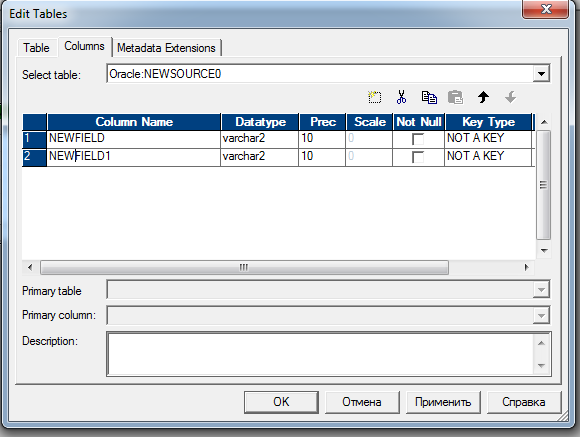 Edit Tables
Table Columns Metadata Extensions
Select table: Oracle:NEWSOURCE0
Column Name Datatype Prec Scale Not Null Key Type
1 NEWFIELD varchar2 10 0 NOT A KEY
2 NEWFIELD1 varchar2 10 0 NOT A KEY
Primary table
Primary column:
Description:
OK Отмена Применить Справка